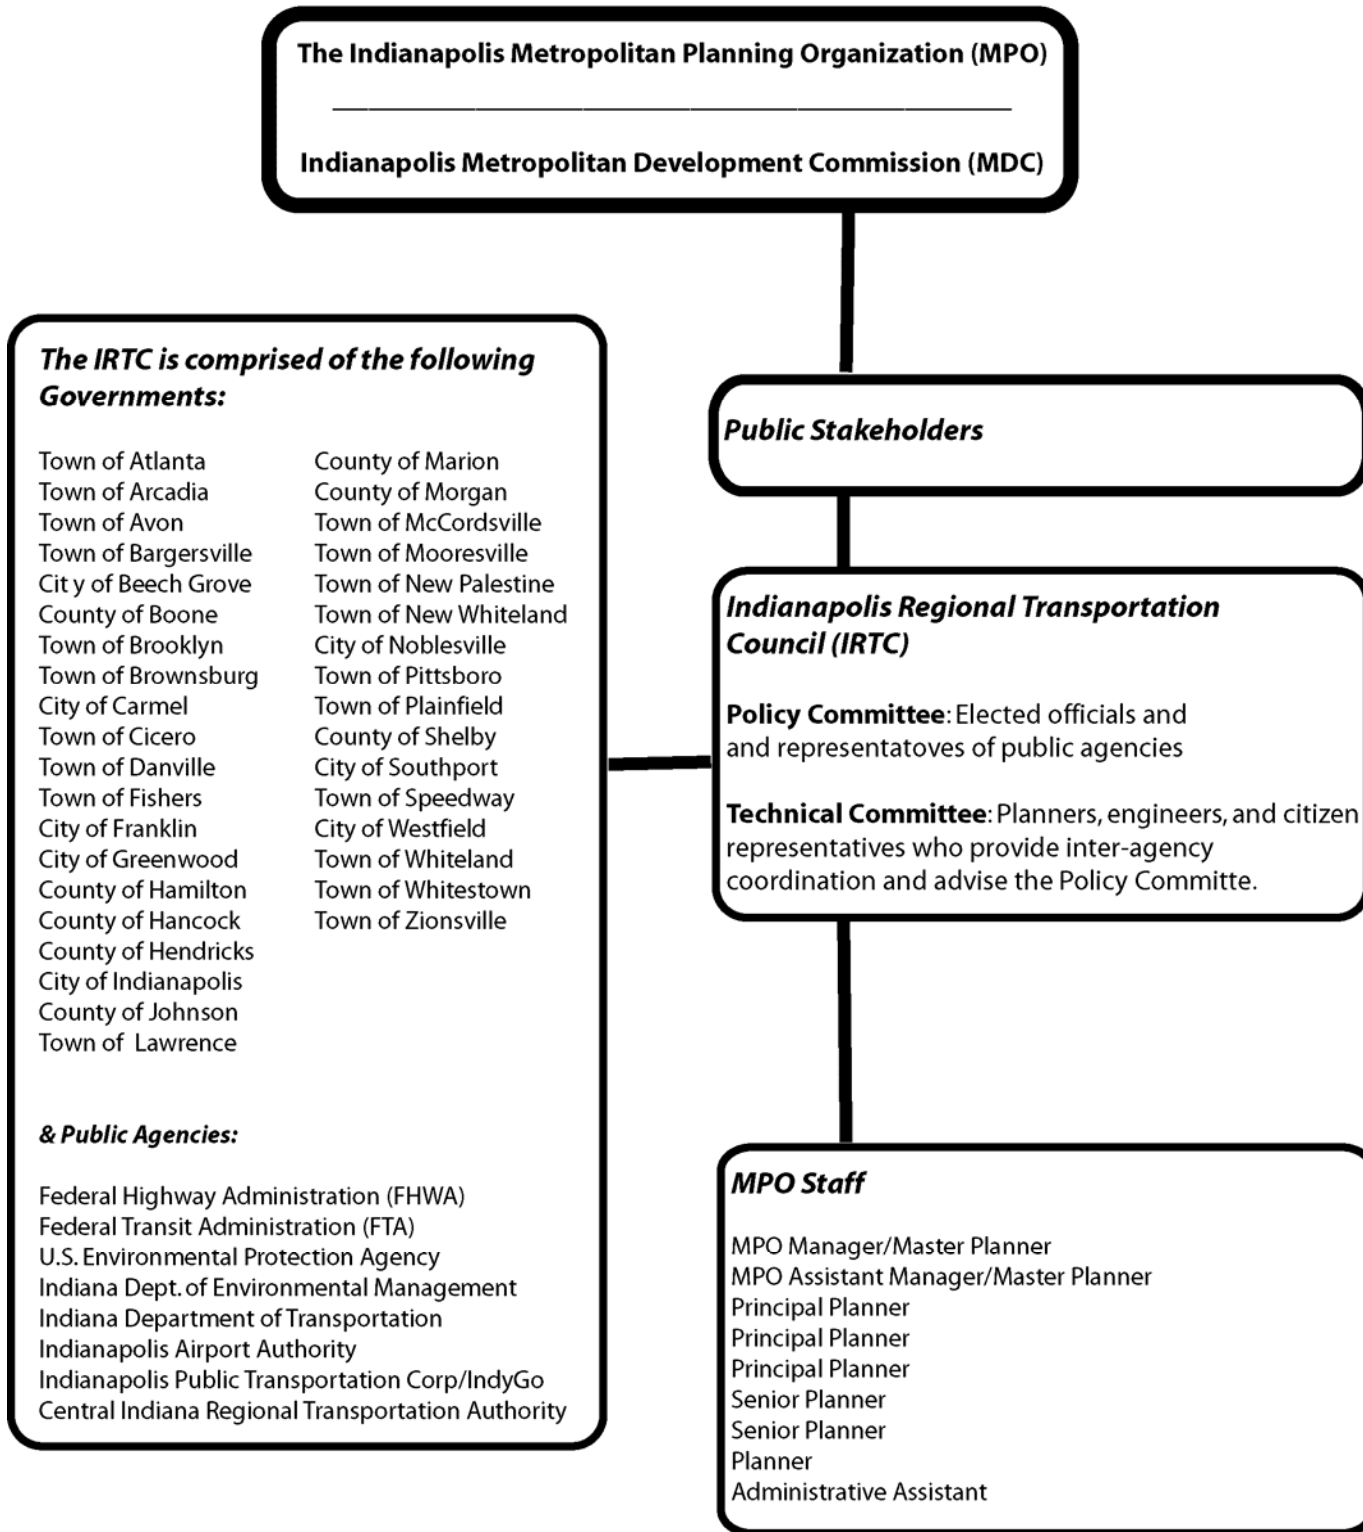 The Indianapolis Metropolitan Planning Organization (MPO)
Indianapolis Metropolitan Development Commission (MDC)
The IRTC is comprised of the following
Governments:
Town of Atlanta
Town of Arcadia
Town of Avon
Town of Bargersville
Cit y of Beech Grove
County of Boone
Town of Brooklyn
Town of Brownsburg
City of Carmel
Town of Cicero
Town of Danville
Town of Fishers
City of Franklin
City of Greenwood
County of Hamilton
County of Hancock
County of Hendricks
City of Indianapolis
County of Johnson
Town of Lawrence
County of Marion
County of Morgan
Town of McCordsville
Town of Mooresville
Town of New Palestine
Town of New Whiteland
City of Noblesville
Town of Pittsboro
Town of Plainfield
County of Shelby
City of Southport
Town of Speedway
City of Westfield
Town of Whiteland
Town of Whitestown
Town of Zionsville
& Public Agencies:
Federal Highway Administration (FHWA)
Federal Transit Administration (FTA)
U.S. Environmental Protection Agency
Indiana Dept. of Environmental Management
Indiana Department of Transportation
Indianapolis Airport Authority
Indianapolis Public Transportation Corp/IndyGo
Central Indiana Regional Transportation Authority
Public Stakeholders
Indianapolis Regional Transportation
Council (IRTC)
Policy Committee: Elected officials and
and representatoves of public agencies
Technical Committee: Planners, engineers, and citizen
representatives who provide inter-agency
coordination and advise the Policy Committe.
MPO Staff
MPO Manager/Master Planner
MPO Assistant Manager/Master Planner
Principal Planner
Principal Planner
Principal Planner
Senior Planner
Senior Planner
Planner
Administrative Assistant